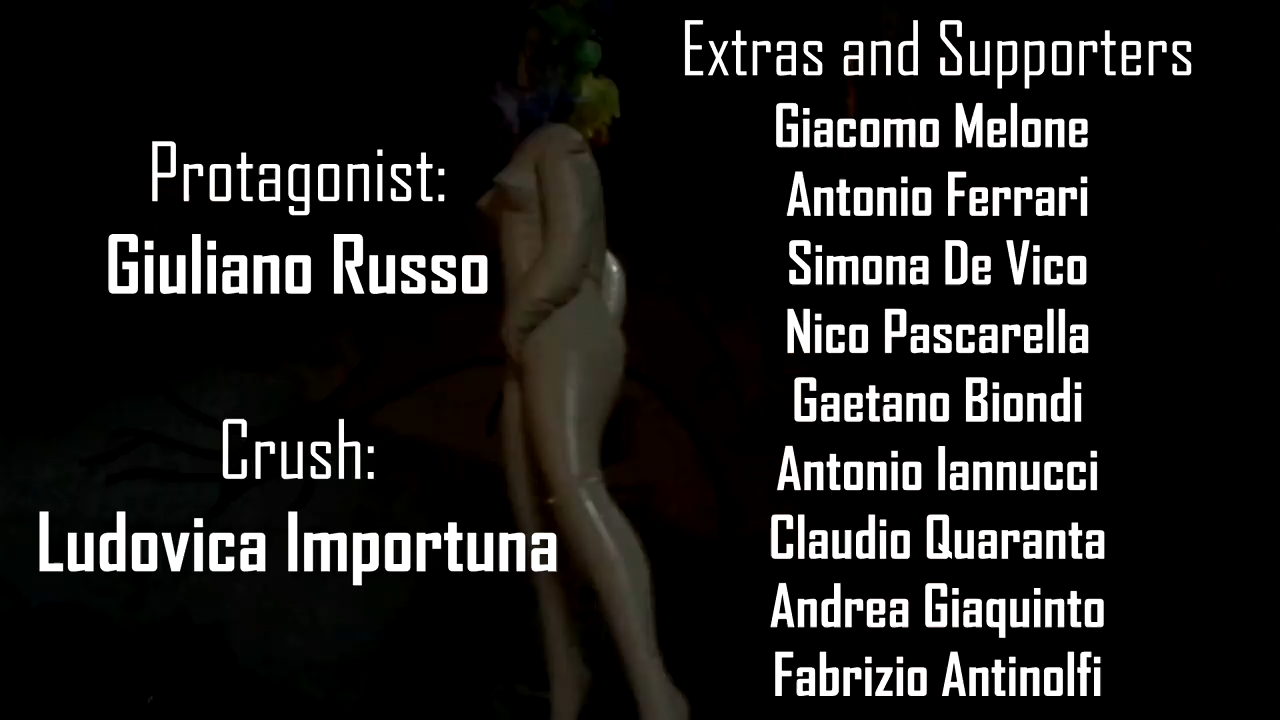 Protagonist:
Giuliano Russo
Crush:
Ludovica Importuna
Extras and Supporters
Giacomo Melone
Antonio Ferrari
Simona De Vico
Nico Pascarella
Gaetano Biondi
Antonio Iannucci
Claudio Quaranta
Andrea Giaquinto
Fabrizio Antinolfi